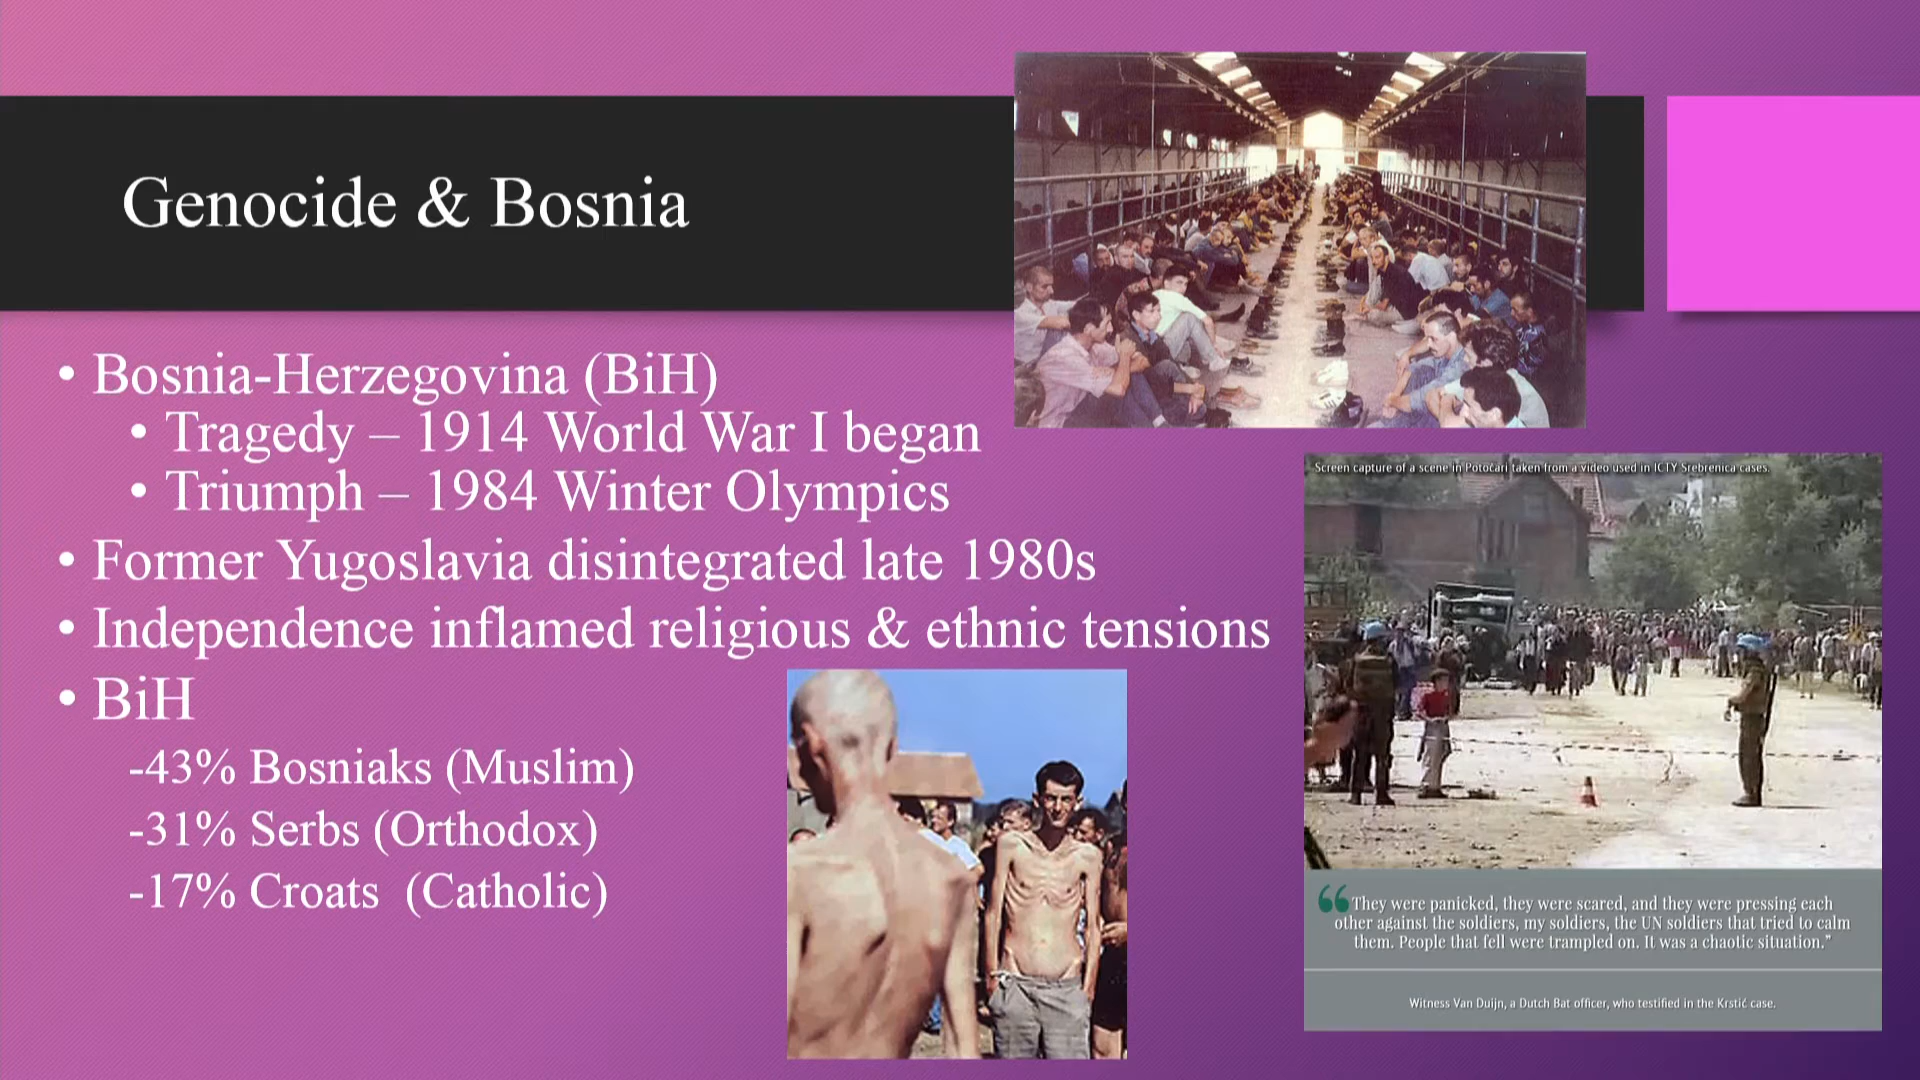 Genocide & Bosnia
• Bosnia-Herzegovina (BiH)
• Tragedy – 1914 World War I began
• Triumph – 1984 Winter Olympics
• Former Yugoslavia disintegrated late 1980s
• Independence inflamed religious & ethnic tensions
• BiH
-43% Bosniaks (Muslim)
-31% Serbs (Orthodox)
-17% Croats (Catholic)
Screen capture of a scene in Potočari taken from a video used in ICTY Srebrenica cases.
“They were panicked, they were scared, and they were pressing each
other against the soldiers, my soldiers, the UN soldiers that tried to calm
them. People that fell were trampled on. It was a chaotic situation.”
Witness Van Duijn, a Dutch Bat officer, who testified in the Krstić case.